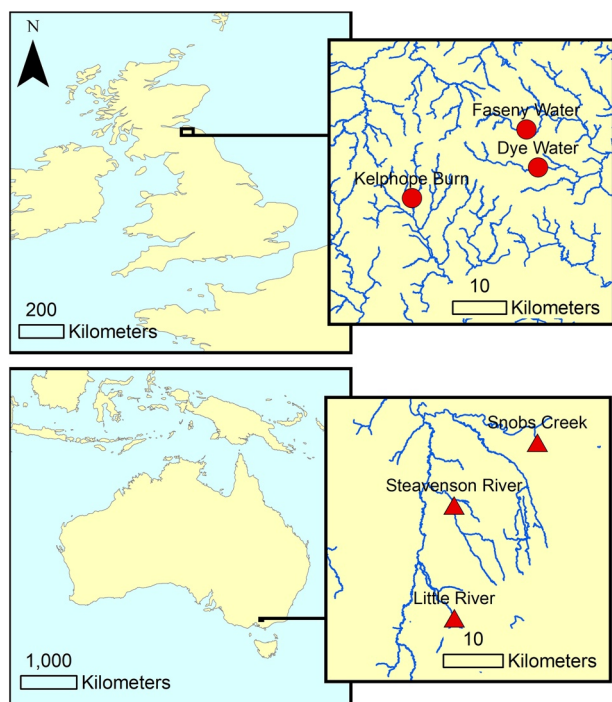 N
Faseny Water
Dye Water
Kelphope Burn
200
Kilometers
10
Kilometers
Snobs Creek
Steavenson River
Little River
10
Kilometers
1,000
Kilometers